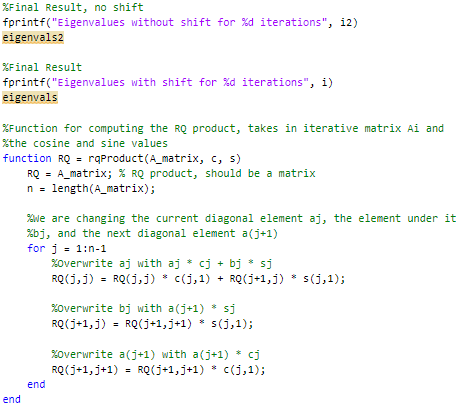 %Final Result, no shift
fprintf("Eigenvalues without shift for %d iterations", i2)
eigenvals2
%Final Result
fprintf("Eigenvalues with shift for %d iterations", i)
eigenvals
%Function for computing the RQ product, takes in iterative matrix Ai and
%the cosine and sine values
function RQ = rqProduct(A_matrix, c, s)
RQ = A_matrix; % RQ product, should be a matrix
n = length(A_matrix);
%We are changing the current diagonal element aj, the element under it
%bj, and the next diagonal element a(j+1)
for j = 1:n-1
%Overwrite aj with aj * cj + bj * sj
RQ(j,j) = RQ(j,j) * c(j,1) + RQ(j+1,j) * s(j,1);
%Overwrite bj with a(j+1) * sj
RQ(j+1,j) = RQ(j+1,j+1) * s(j,1);
%Overwrite a(j+1) with a(j+1) * cj
RQ(j+1,j+1) = RQ(j+1,j+1) * c(j,1);
end
end